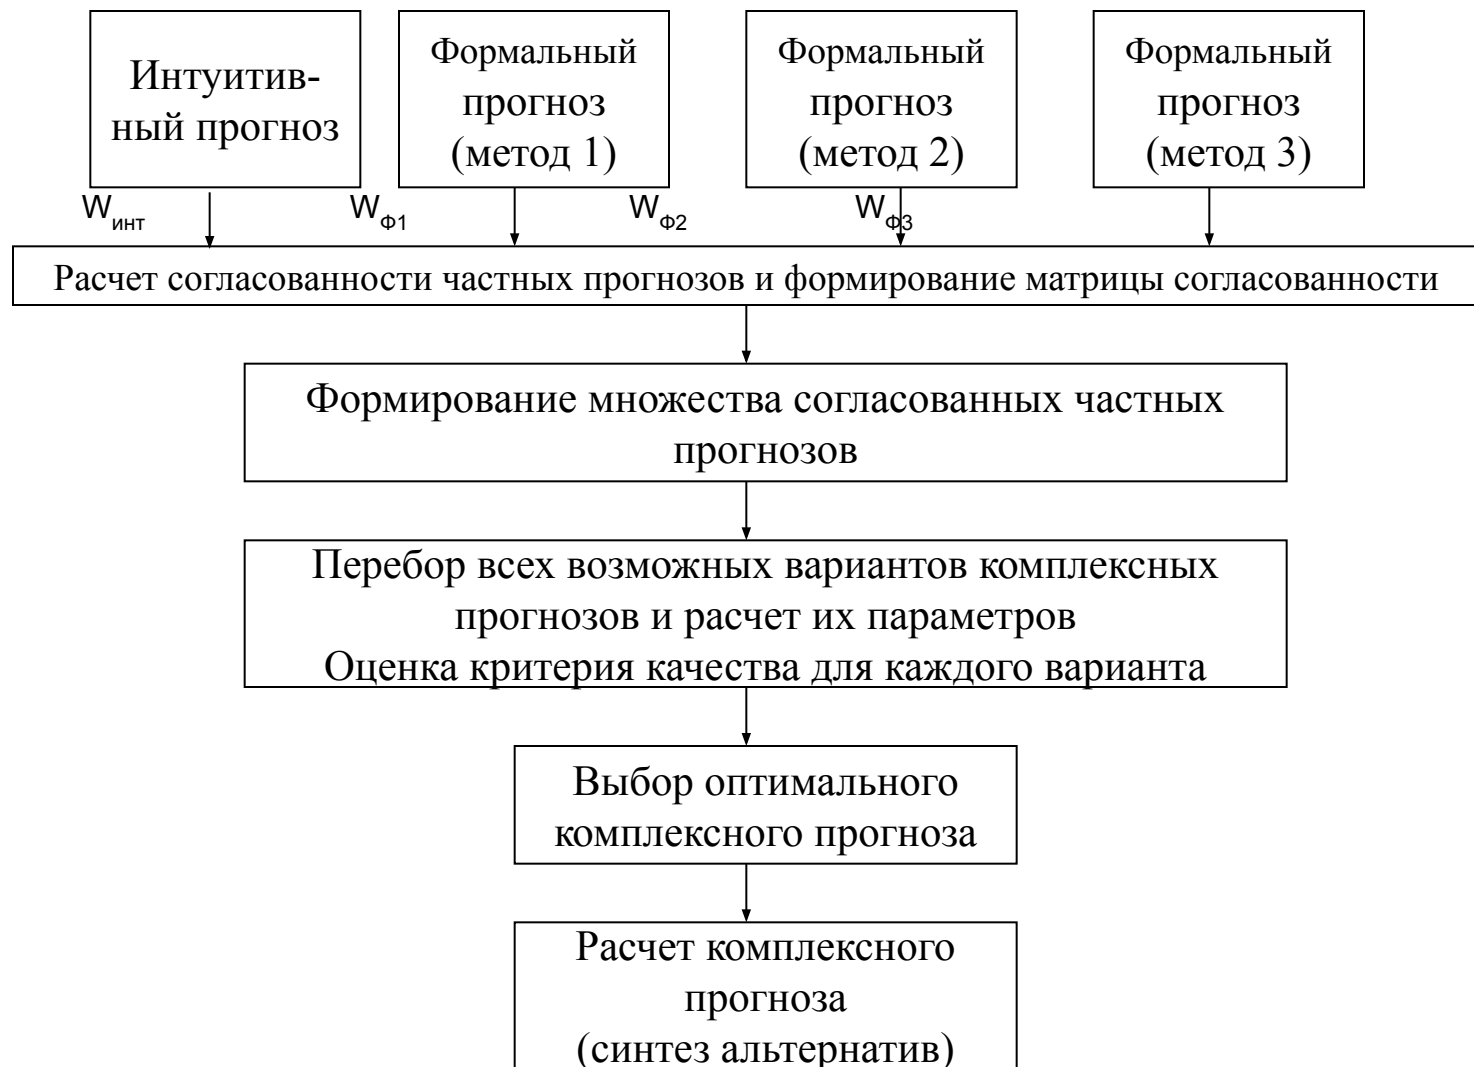 Интуитив-
ный прогноз
Формальный
прогноз
(метод 1)
Формальный
прогноз
(метод 2)
Формальный
прогноз
(метод 3)
Wинт
WФ1
WФ2
WФ3
Расчет согласованности частных прогнозов и формирование матрицы согласованности
Формирование множества согласованных частных
прогнозов
Перебор всех возможных вариантов комплексных
прогнозов и расчет их параметров
Оценка критерия качества для каждого варианта
Выбор оптимального
комплексного прогноза
Расчет комплексного
прогноза
(синтез альтернатив)